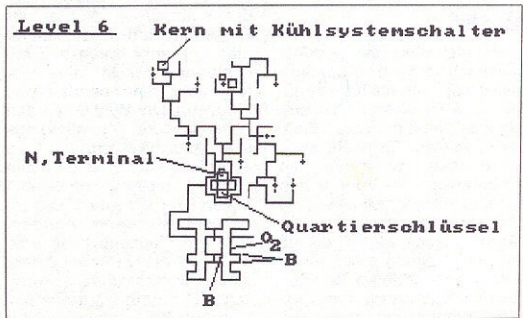 Level 6
Kern mit Kühlsystemschalter
N,Terminal
Quartierschlüssel
O2
B
B